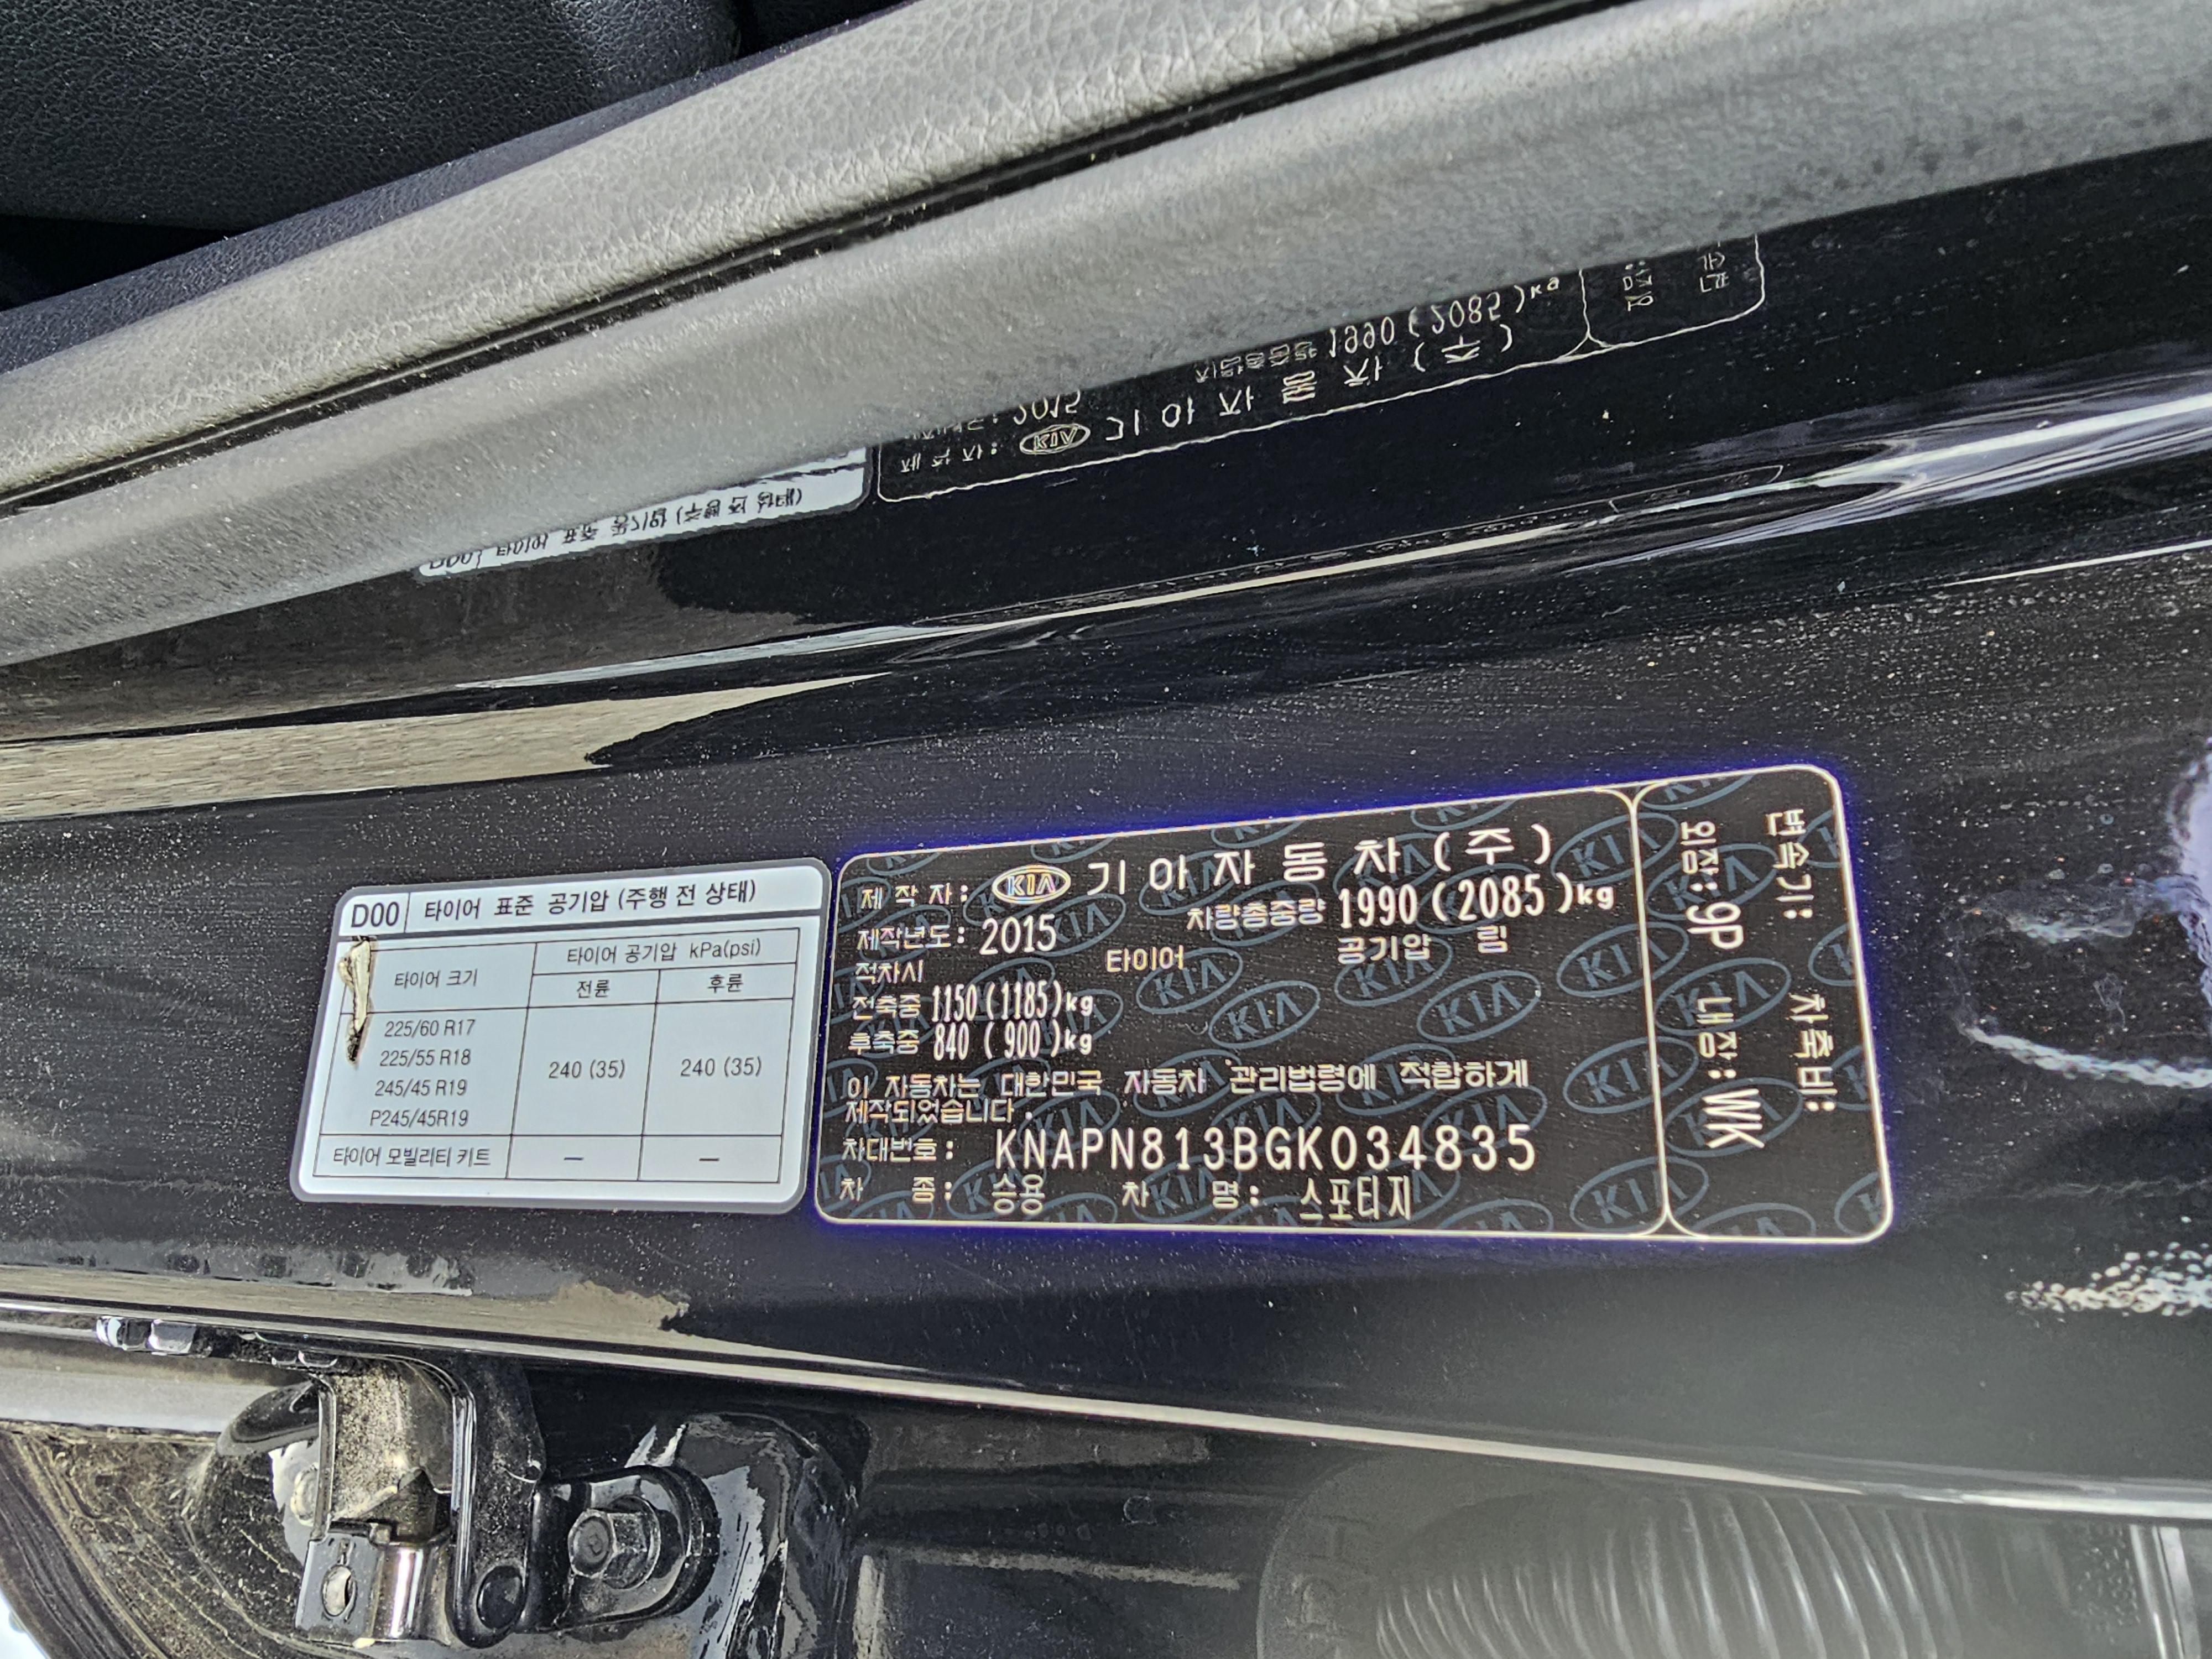 D00 타이어 표준 공기압 (주행 전 상태)
타이어 크기
타이어 공기압 kPa(psi)
전륜
후륜
225/60 R17
225/55 R18
245/45 R19
P245/45R19
240 (35)
240 (35)
타이어 모빌리티 키트
—
—
제 작 자: KIA 기 아 자 동 차 (주)
제작년도: 2015
차량총중량 1990 (2085)kg
적차시
타이어
공기압
림
전축중 1150(1185)kg
후축중 840 (900)kg
이 자동차는 대한민국 자동차 관리법령에 적합하게
제작되었습니다.
차대번호: KNAPN813BGK034835
차 종: 승용 차 명: 스포티지
변속기: 차축비:
외장: 9P 내장: WK